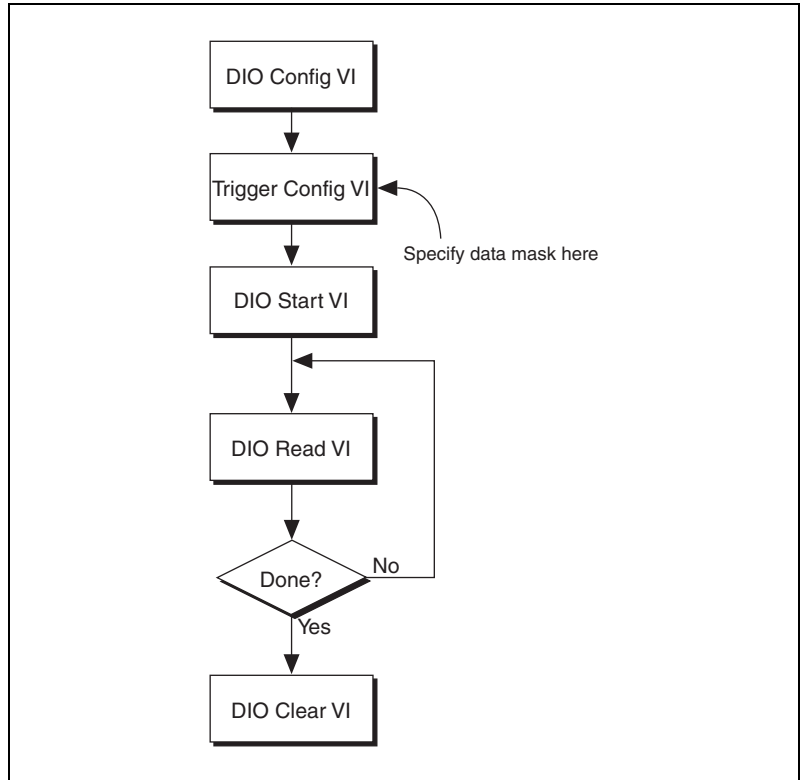 DIO Config VI
Trigger Config VI
Specify data mask here
DIO Start VI
DIO Read VI
Done?
No
Yes
DIO Clear VI